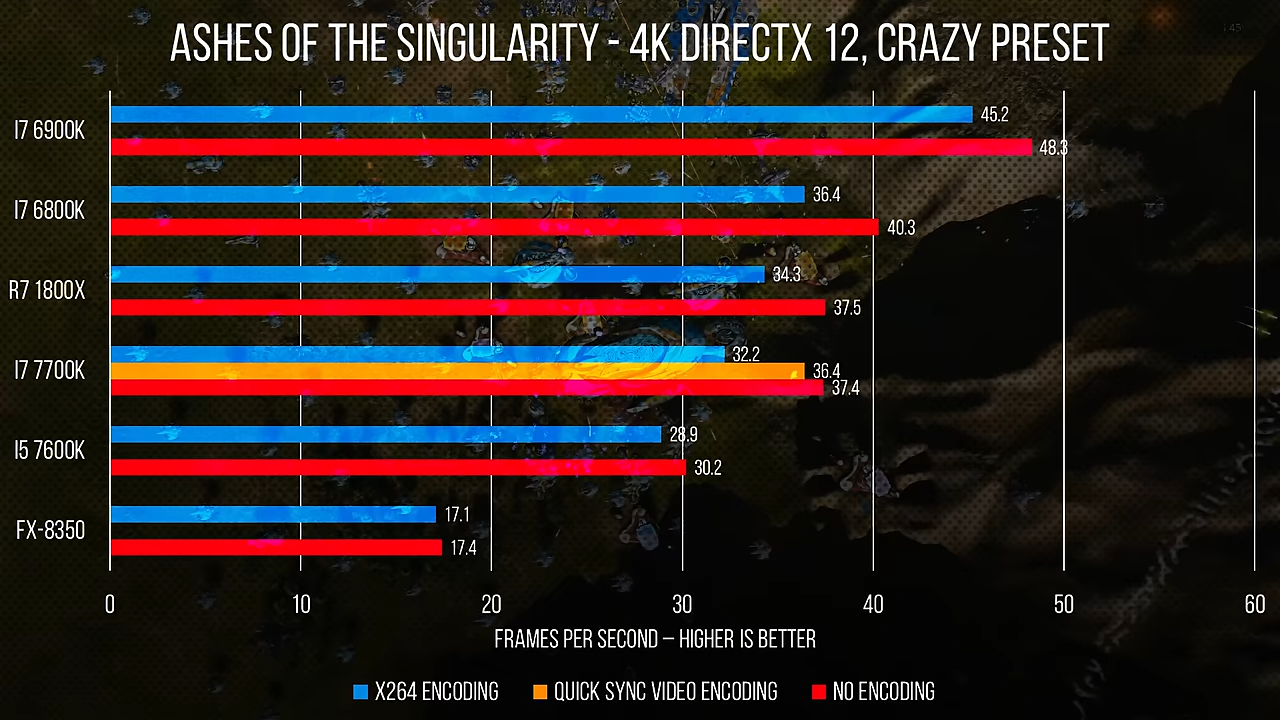 ASHES OF THE SINGULARITY - 4K DIRECTX 12, CRAZY PRESET
I7 6900K
45.2
48.3
I7 6800K
36.4
40.3
R7 1800X
34.3
37.5
I7 7700K
32.2
36.4
37.4
I5 7600K
28.9
30.2
FX-8350
17.1
17.4
0 10 20 30 40 50 60
FRAMES PER SECOND – HIGHER IS BETTER
X264 ENCODING QUICK SYNC VIDEO ENCODING NO ENCODING